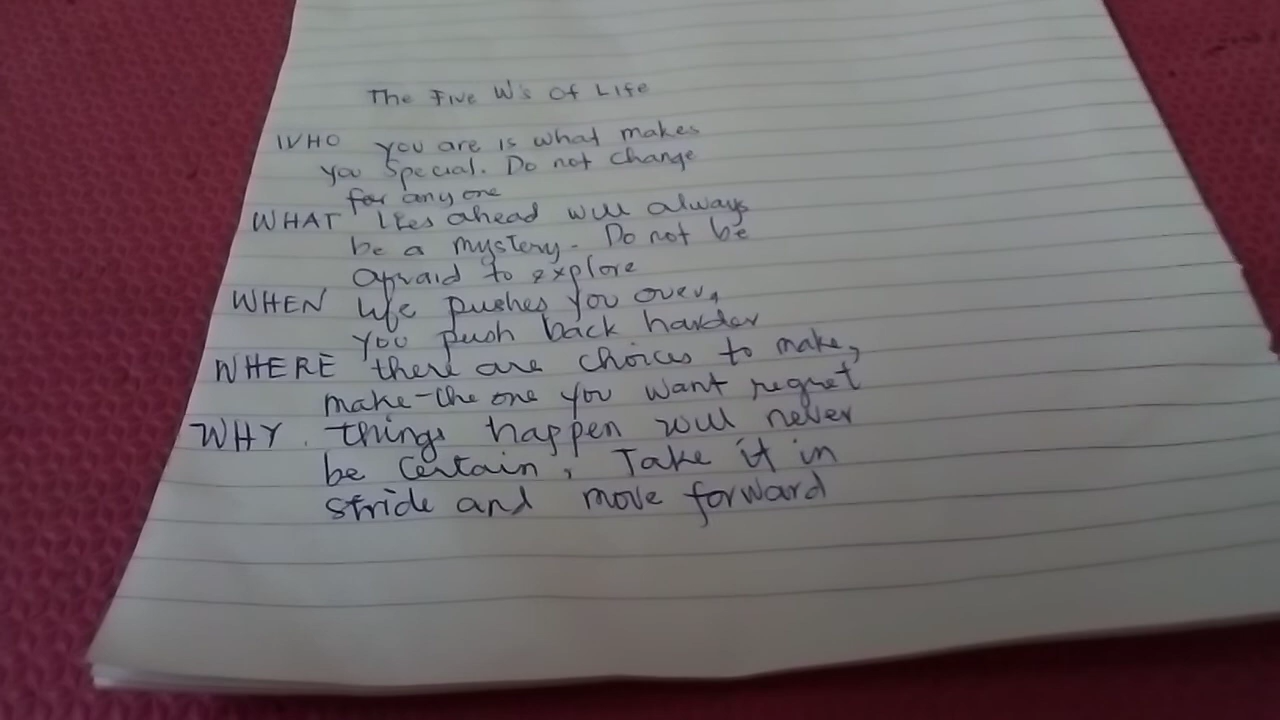 The Five W's Of Life
WHO you are is what makes
you special. Do not change
for anyone
WHAT lies ahead will always
be a mystery. Do not be
afraid to explore
WHEN life pushes you over,
you push back harder
WHERE there are choices to make,
make the one you want regret
WHY things happen will never
be certain, Take it in
stride and move forward